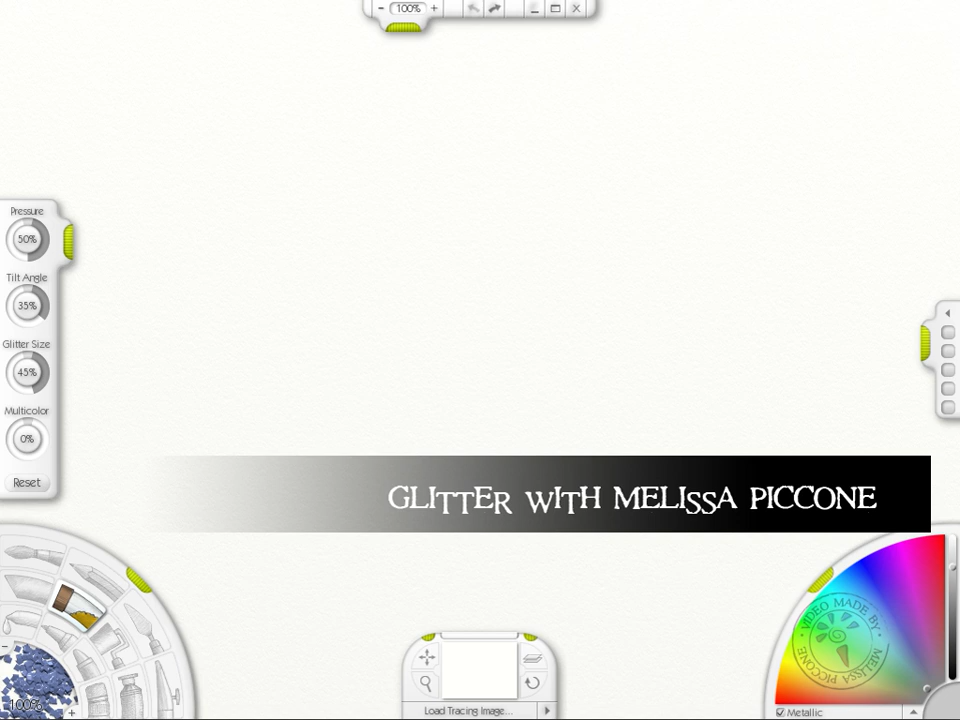 - 100% +
Pressure
50%
Tilt Angle
35%
Glitter Size
45%
Multicolor
0%
Reset
GLITTER WITH MELISSA PICCONE
VIDEO MADE BY:
MELISSA PICCONE
100%
Load Tracing Image...
Metallic